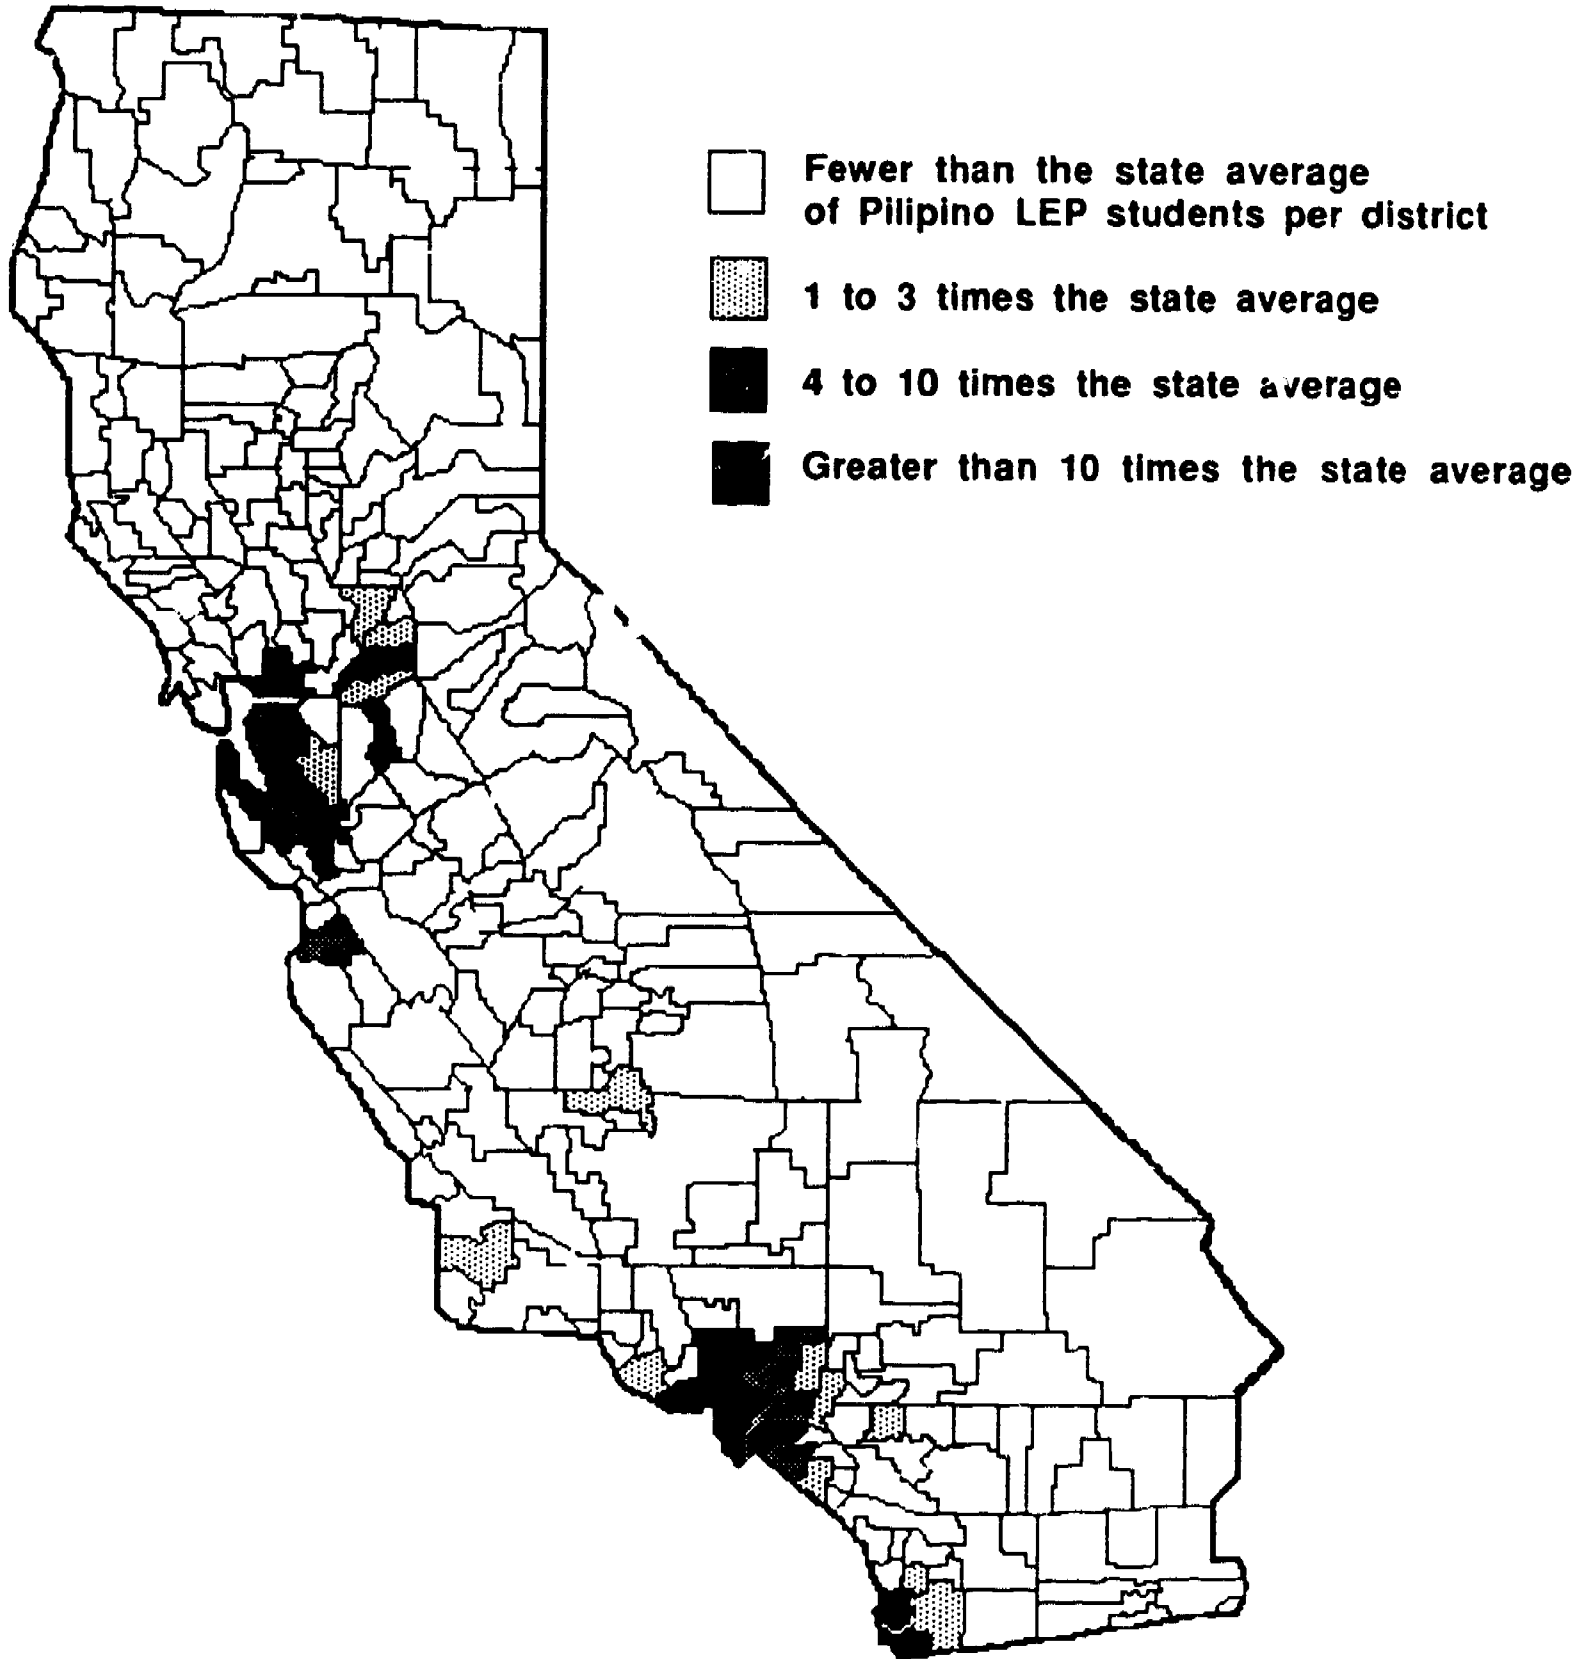 Fewer than the state average
of Pilipino LEP students per district
1 to 3 times the state average
4 to 10 times the state average
Greater than 10 times the state average